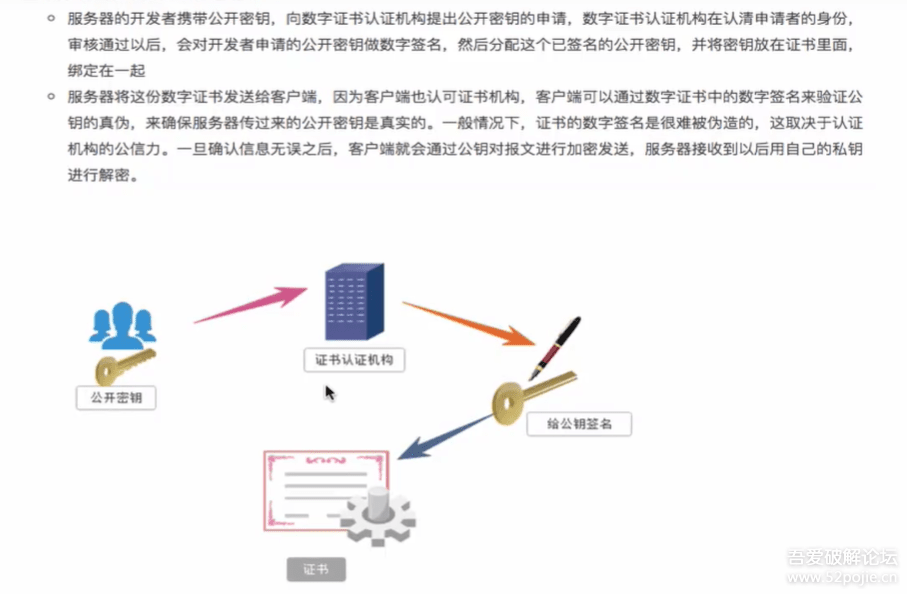 服务器的开发者携带公开密钥，向数字证书认证机构提出公开密钥的申请，数字证书认证机构在认清申请者的身份，
审核通过以后，会对开发者申请的公开密钥做数字签名，然后分配这个已签名的公开密钥，并将密钥放在证书里面，
绑定在一起
服务器将这份数字证书发送给客户端，因为客户端也认可证书机构，客户端可以通过数字证书中的数字签名来验证公
钥的真伪，来确保服务器传过来的公开密钥是真实的。一般情况下，证书的数字签名是很难被伪造的，这取决于认证
机构的公信力。一旦确认信息无误之后，客户端就会通过公钥对报文进行加密发送，服务器接收到以后用自己的私钥
进行解密。
证书认证机构
公开密钥
给公钥签名
证书
吾爱破解论坛
www.52pojie.cn